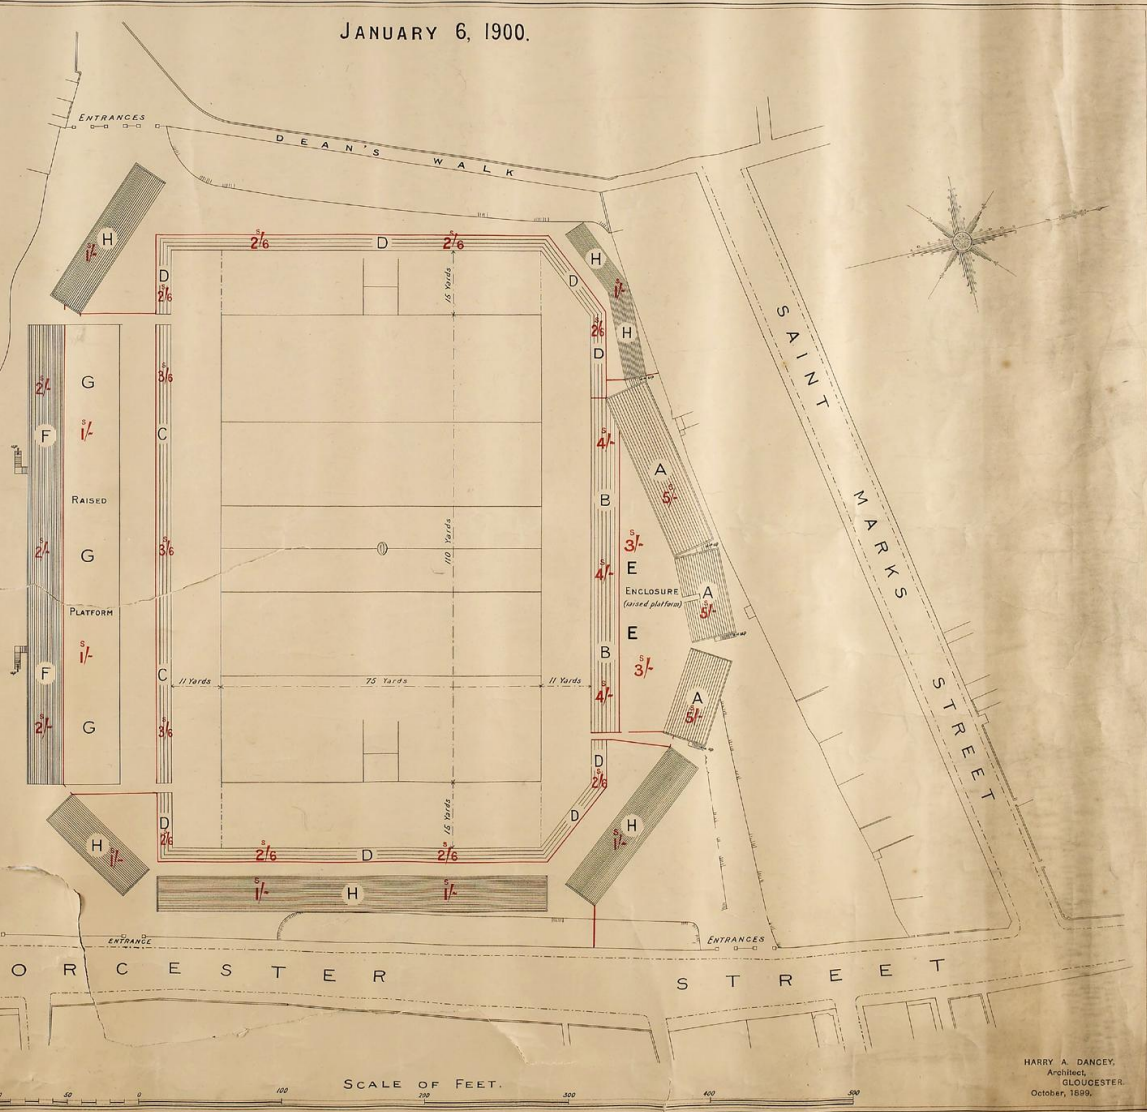 JANUARY 6, 1900.
ENTRANCES
DEAN'S WALK
H
S 1/-
D
S 2/6
S 2/6
D
S 2/6
D
H
S 1/-
H
S 2/6
D
15 Yards
SAINT MARKS STREET
S 2/-
G
S 3/6
F
S 1/-
C
S 4/-
A
S 5/-
RAISED
B
S 2/-
G
S 3/6
110 Yards
S 3/-
S 4/-
E
ENCLOSURE
(raised platform)
A
S 5/-
PLATFORM
E
S 1/-
B
S 3/-
F
C
11 Yards
75 Yards
11 Yards
S 4/-
A
S 5/-
S 2/-
G
S 3/6
D
S 2/6
15 Yards
D
S 2/6
D
H
S 1/-
H
S 1/-
S 2/6
D
S 2/6
S 1/-
H
S 1/-
ENTRANCE
ENTRANCES
ORCESTER STREET
HARRY A. DANCEY,
Architect,
GLOUCESTER.
October, 1899.
SCALE OF FEET.
50 0 100 200 300 400 500